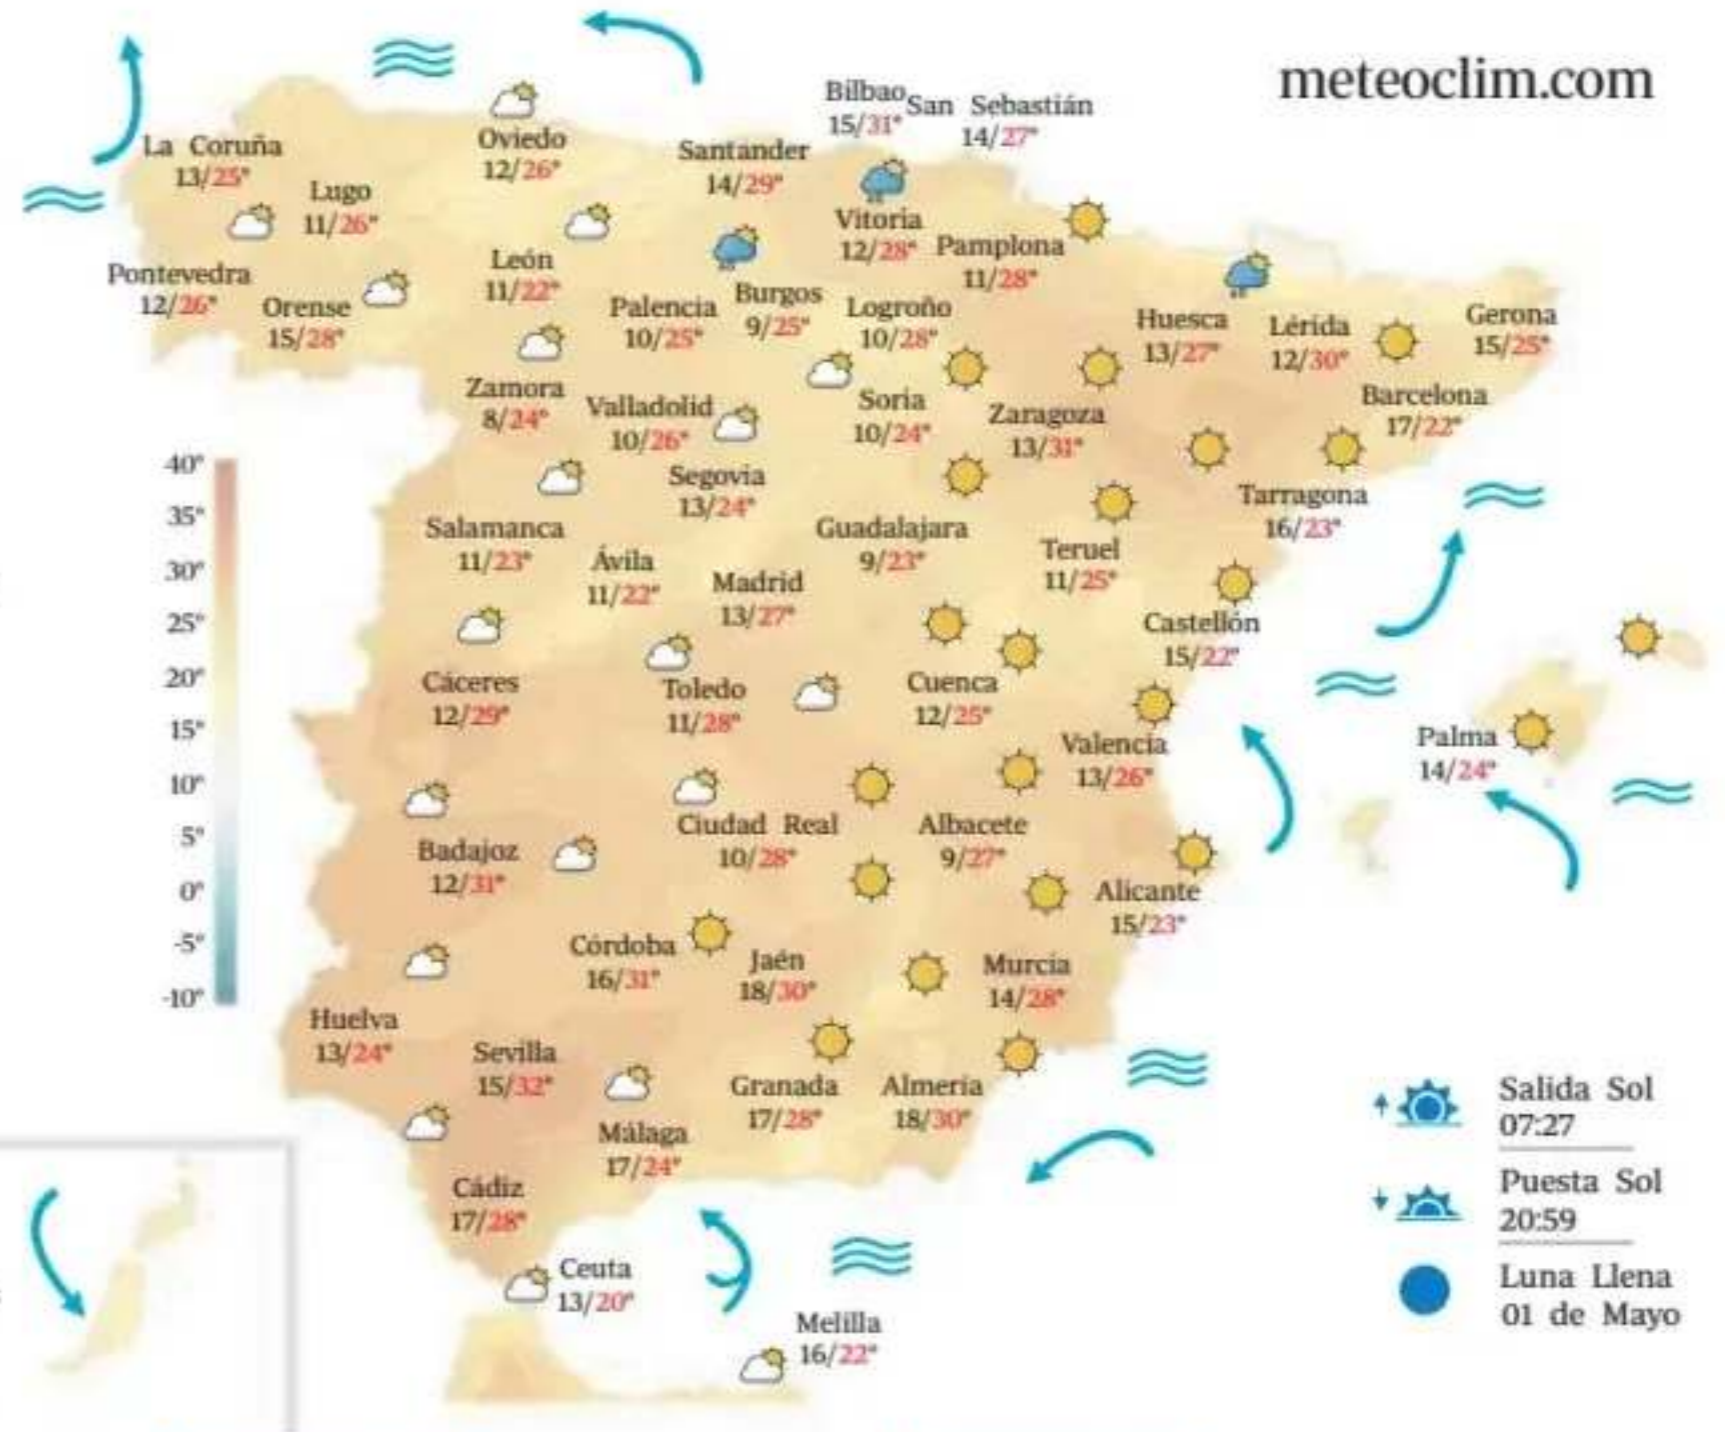 meteoclim.com
Bilbao
15/31°
San Sebastián
14/27°
La Coruña
13/25°
Oviedo
12/26°
Santander
14/29°
Lugo
11/26°
Vitoria
12/28°
Pamplona
11/28°
Pontevedra
12/26°
Orense
15/28°
León
11/22°
Palencia
10/25°
Burgos
9/25°
Logroño
10/28°
Huesca
13/27°
Lérida
12/30°
Gerona
15/25°
Zamora
8/24°
Valladolid
10/26°
Soria
10/24°
Zaragoza
13/31°
Barcelona
17/22°
Segovia
13/24°
Tarragona
16/23°
Salamanca
11/23°
Ávila
11/22°
Madrid
13/27°
Guadalajara
9/23°
Teruel
11/25°
Castellón
15/22°
Cáceres
12/29°
Toledo
11/28°
Cuenca
12/25°
Valencia
13/26°
Palma
14/24°
Badajoz
12/31°
Ciudad Real
10/28°
Albacete
9/27°
Alicante
15/23°
Córdoba
16/31°
Jaén
18/30°
Murcia
14/28°
Huelva
13/24°
Sevilla
15/32°
Granada
17/28°
Almería
18/30°
Málaga
17/24°
Cádiz
17/28°
Ceuta
13/20°
Melilla
16/22°
40°
35°
30°
25°
20°
15°
10°
5°
0°
-5°
-10°
Salida Sol
07:27
Puesta Sol
20:59
Luna Llena
01 de Mayo